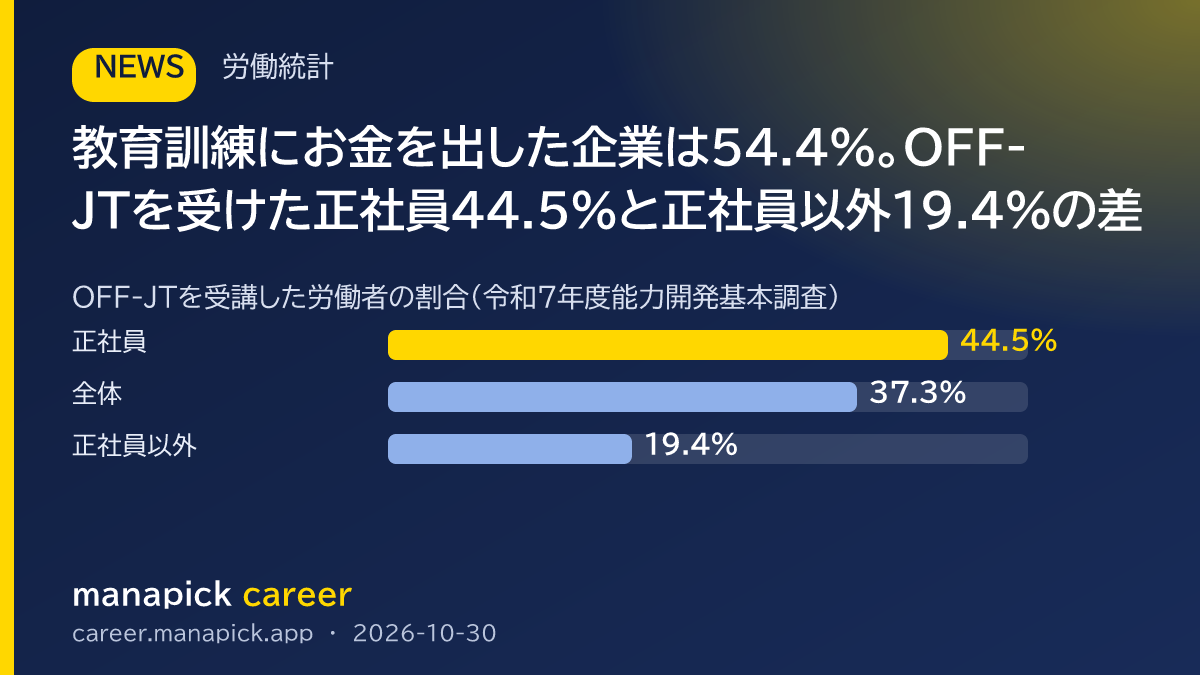 NEWS 労働統計
教育訓練にお金を出した企業は54.4%。OFF-
JTを受けた正社員44.5%と正社員以外19.4%の差
OFF-JTを受講した労働者の割合(令和7年度能力開発基本調査)
正社員 44.5%
全体 37.3%
正社員以外 19.4%
manapick career
career.manapick.app ・ 2026-10-30